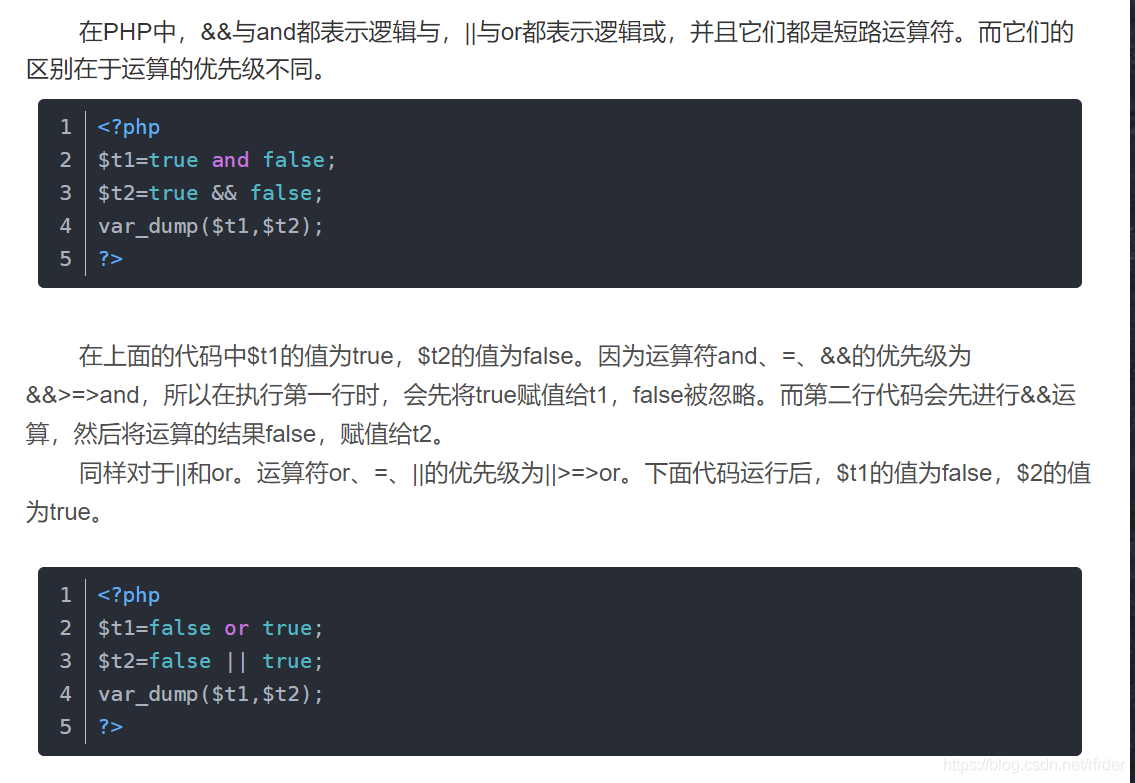 在PHP中，&&与and都表示逻辑与，||与or都表示逻辑或，并且它们都是短路运算符。而它们的
区别在于运算的优先级不同。
1 <?php
2 $t1=true and false;
3 $t2=true && false;
4 var_dump($t1,$t2);
5 ?>
在上面的代码中$t1的值为true，$t2的值为false。因为运算符and、=、&&的优先级为
&&>=>and，所以在执行第一行时，会先将true赋值给t1，false被忽略。而第二行代码会先进行&&运
算，然后将运算的结果false，赋值给t2。
同样对于||和or。运算符or、=、||的优先级为||>=>or。下面代码运行后，$t1的值为false，$2的值
为true。
1 <?php
2 $t1=false or true;
3 $t2=false || true;
4 var_dump($t1,$t2);
5 ?>
https://blog.csdn.net/rfrder